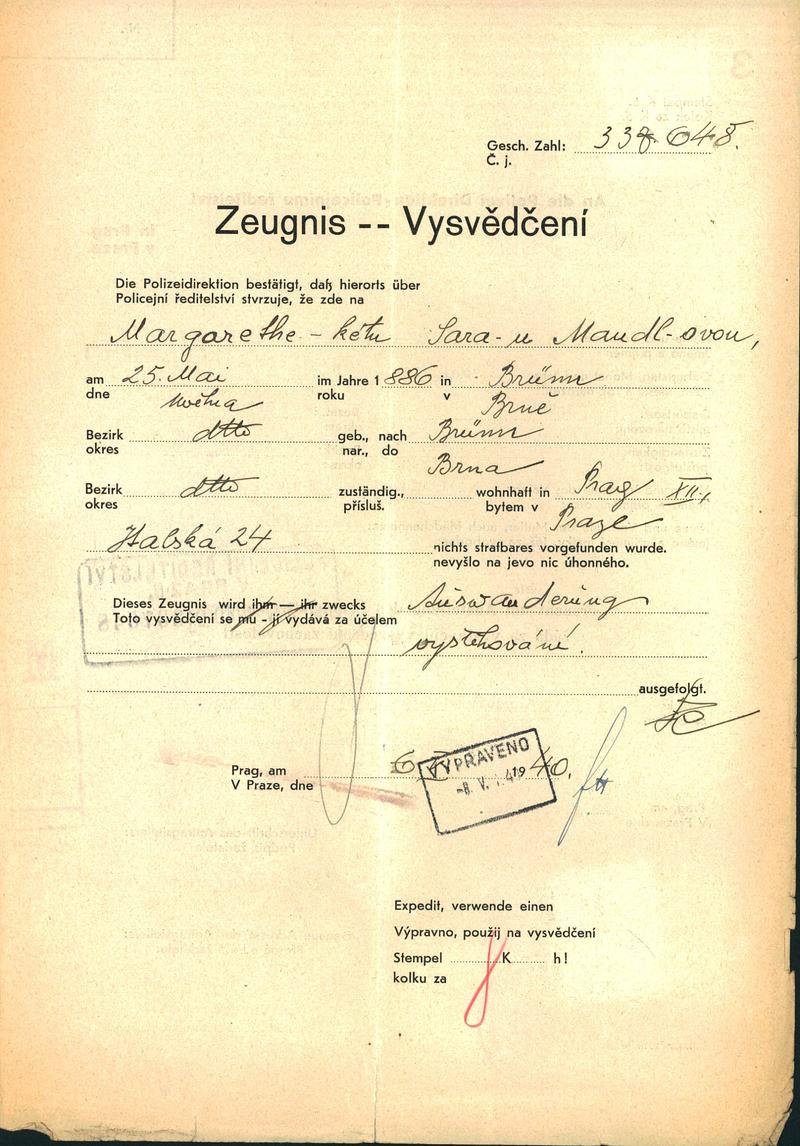 Gesch. Zahl: 338.648.
Č. j.
Zeugnis -- Vysvědčení
Die Polizeidirektion bestätigt, daß hierorts über
Policejní ředitelství stvrzuje, že zde na
Margarethe - kétu Sara-u Mandl-ovou,
am 25. Mai im Jahre 1886 in Brünn
dne května roku v Brně
Bezirk dtto geb., nach Brünn
okres nar., do Brna
Bezirk dtto zuständig., wohnhaft in Prag XII.,
okres přísluš. bytem v Praze
Italská 24 nichts strafbares vorgefunden wurde.
nevyšlo na jevo nic úhonného.
Dieses Zeugnis wird ihm — ihr zwecks Auswanderung
Toto vysvědčení se mu - jí vydává za účelem
vystěhování.
ausgefolgt.
Prag, am 6 1940.
V Praze, dne
VYPRAVENO
-8. V.
Expedit, verwende einen
Výpravno, použij na vysvědčení
Stempel K h!
kolku za